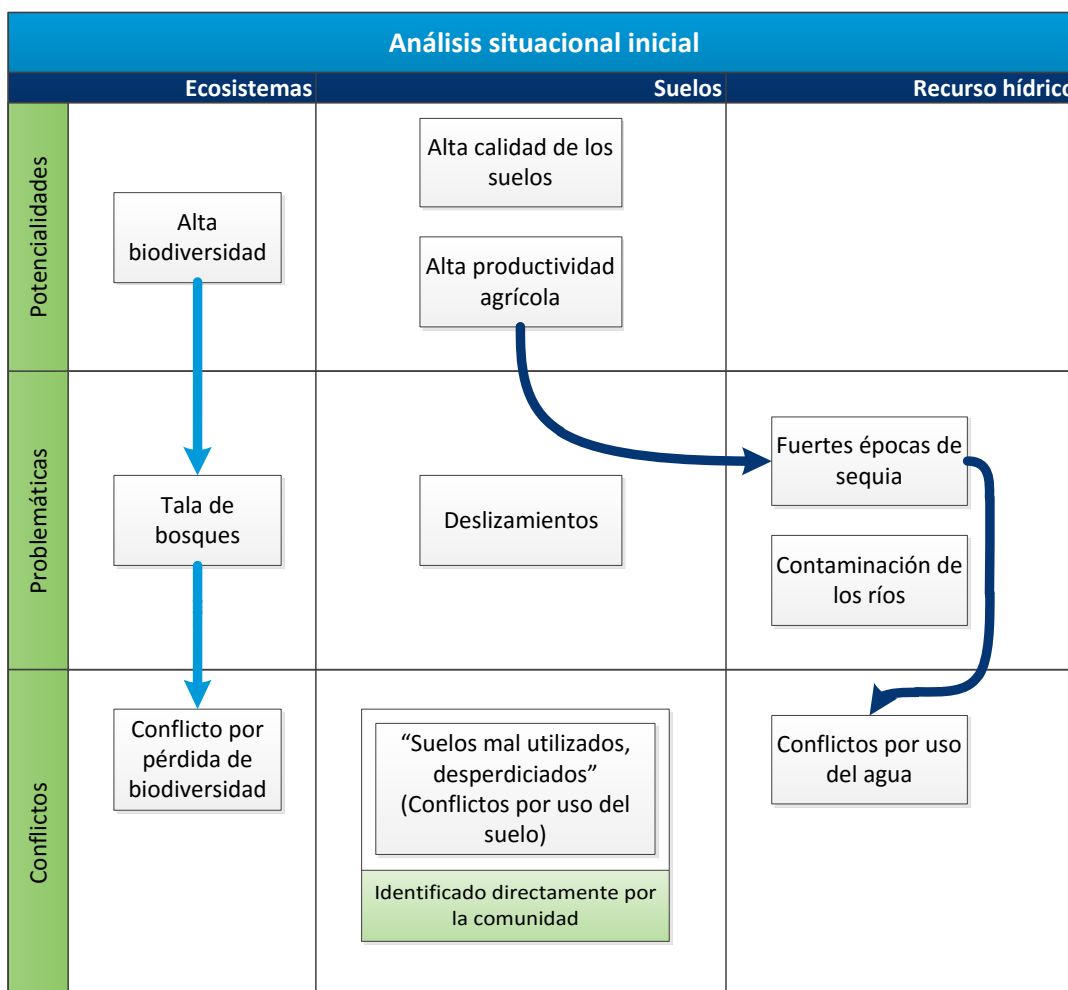 Análisis situacional inicial
Ecosistemas
Suelos
Recurso hídrico
Potencialidades
Alta
biodiversidad
Alta calidad de los
suelos
Alta productividad
agrícola
Problemáticas
Tala de
bosques
Deslizamientos
Fuertes épocas de
sequia
Contaminación de
los ríos
Conflictos
Conflicto por
pérdida de
biodiversidad
“Suelos mal utilizados,
desperdiciados”
(Conflictos por uso del
suelo)
Identificado directamente por
la comunidad
Conflictos por uso
del agua